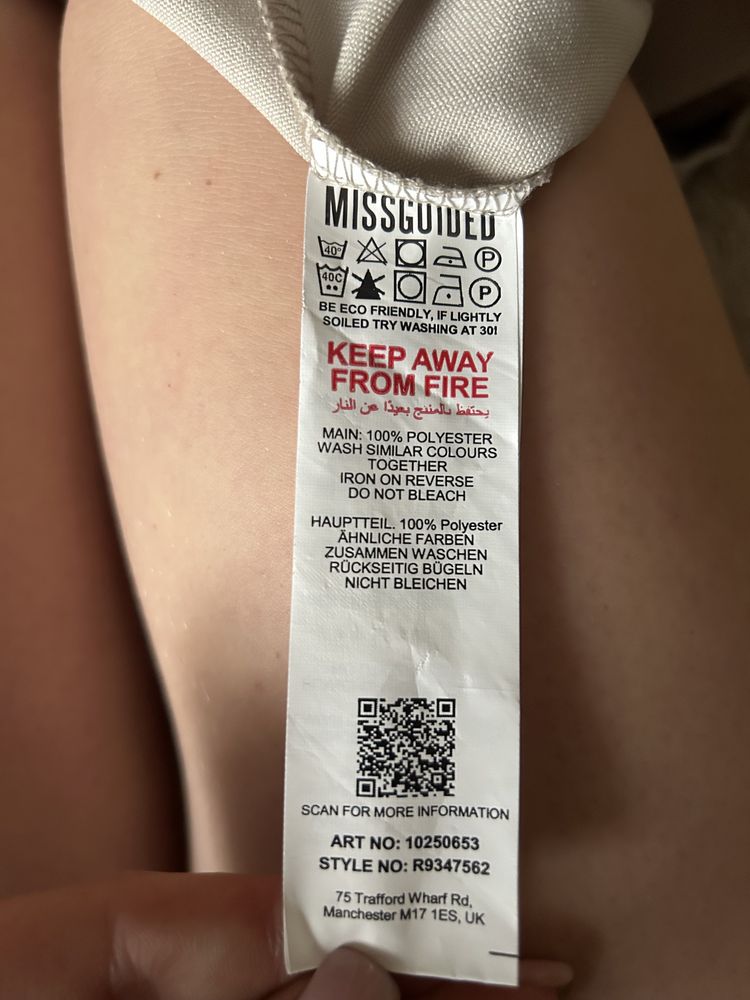 MISSGUIDED
40° P
40C P
BE ECO FRIENDLY, IF LIGHTLY
SOILED TRY WASHING AT 30!
KEEP AWAY
FROM FIRE
يحتفظ بالمنتج بعيدًا عن النار
MAIN: 100% POLYESTER
WASH SIMILAR COLOURS
TOGETHER
IRON ON REVERSE
DO NOT BLEACH
HAUPTTEIL. 100% Polyester
ÄHNLICHE FARBEN
ZUSAMMEN WASCHEN
RÜCKSEITIG BÜGELN
NICHT BLEICHEN
SCAN FOR MORE INFORMATION
ART NO: 10250653
STYLE NO: R9347562
75 Trafford Wharf Rd,
Manchester M17 1ES, UK